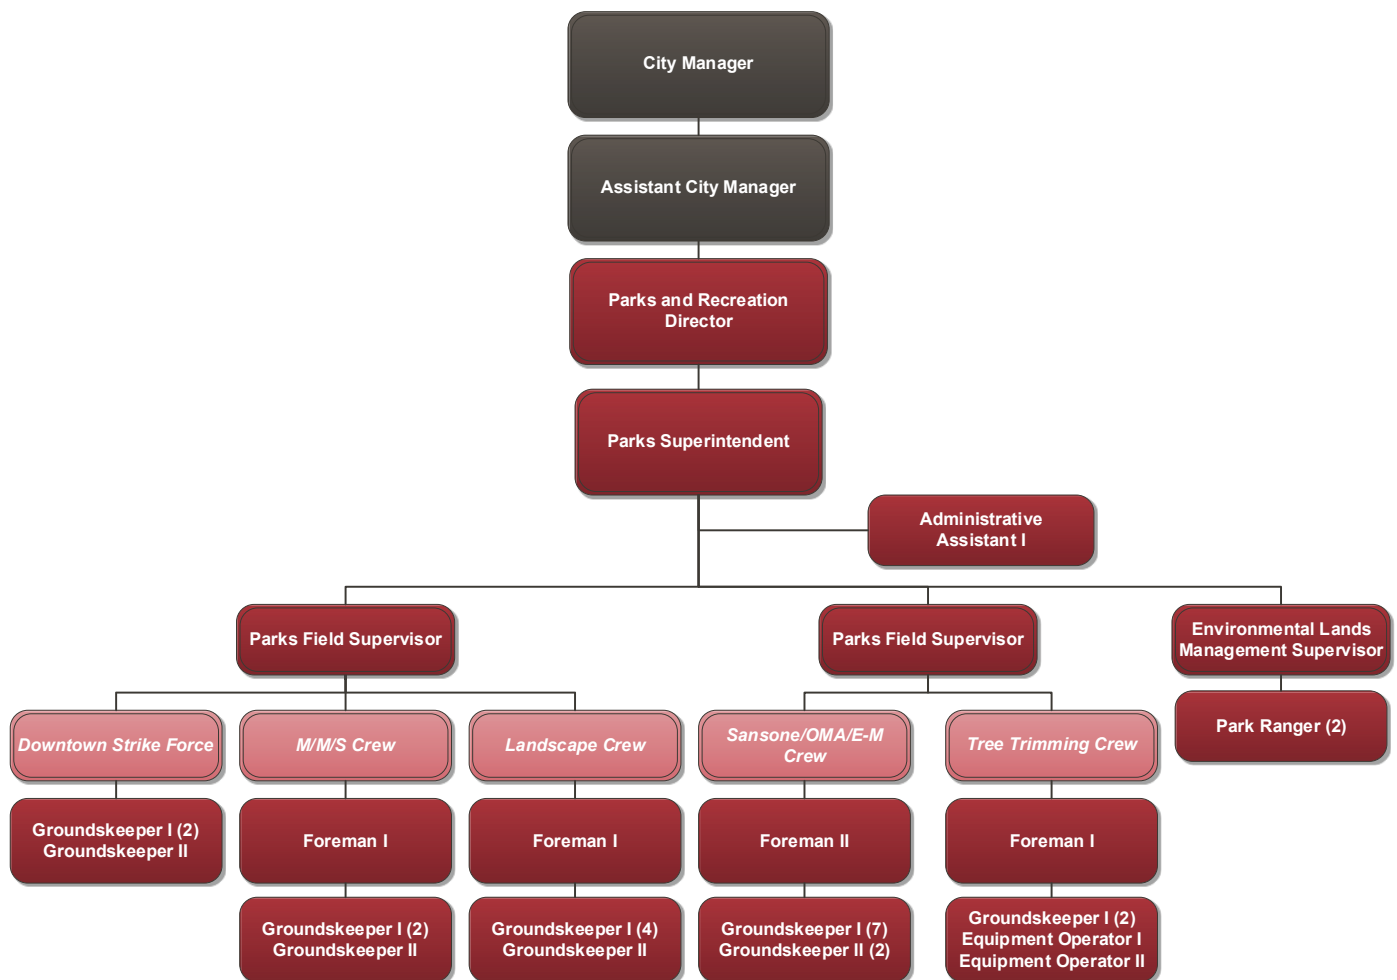 City Manager
Assistant City Manager
Parks and Recreation
Director
Parks Superintendent
Administrative
Assistant I
Parks Field Supervisor
Parks Field Supervisor
Environmental Lands
Management Supervisor
Downtown Strike Force
M/M/S Crew
Landscape Crew
Sansone/OMA/E-M
Crew
Tree Trimming Crew
Park Ranger (2)
Groundskeeper I (2)
Groundskeeper II
Foreman I
Foreman I
Foreman II
Foreman I
Groundskeeper I (2)
Groundskeeper II
Groundskeeper I (4)
Groundskeeper II
Groundskeeper I (7)
Groundskeeper II (2)
Groundskeeper I (2)
Equipment Operator I
Equipment Operator II